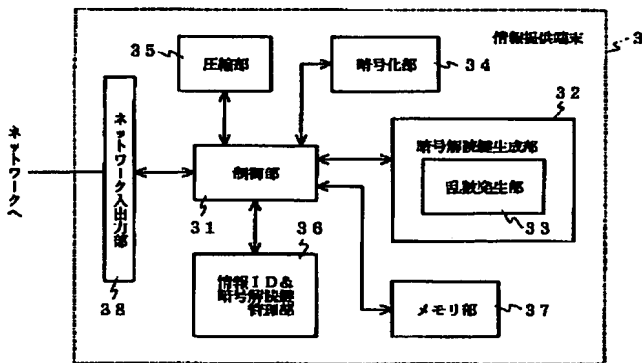 情報提供端末
3
35
圧縮部
暗号化部
34
32
暗号解読鍵生成部
乱数発生部
33
ネットワークへ
ネットワーク入出力部
38
制御部
31
36
情報ID&
暗号解読鍵
管理部
メモリ部
37